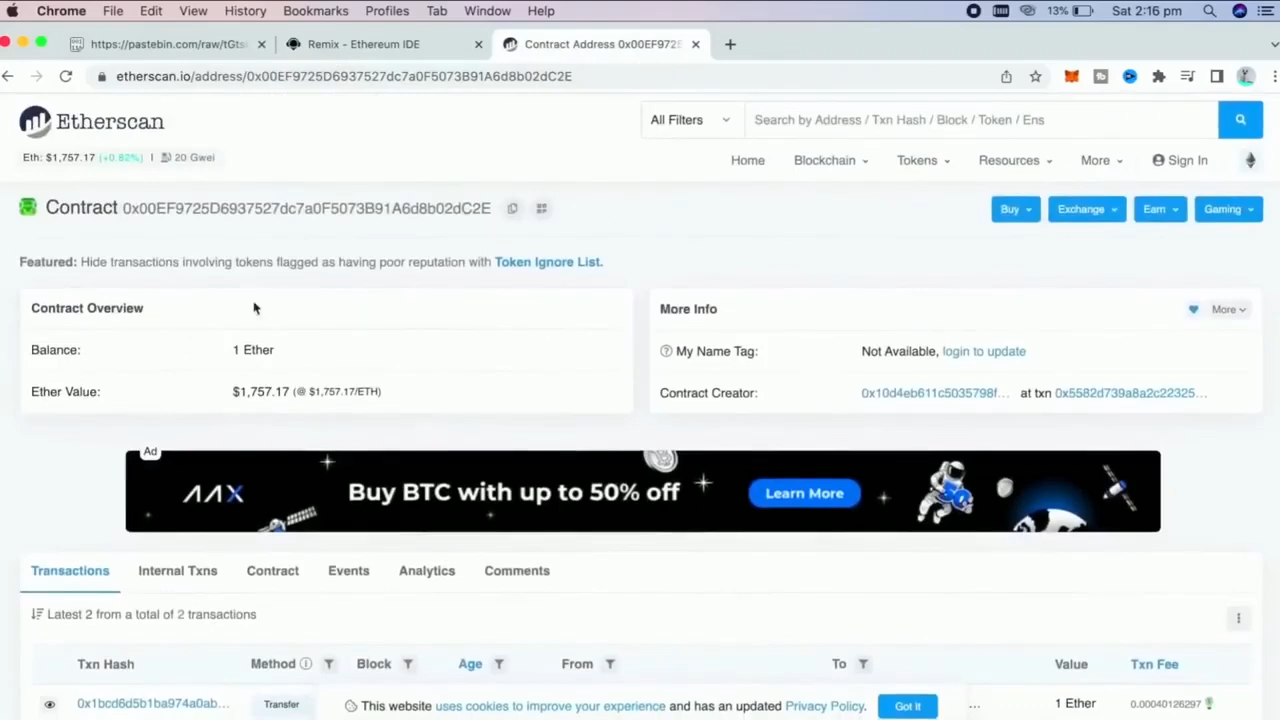 Chrome File Edit View History Bookmarks Profiles Tab Window Help 13% Sat 2:16 pm
https://pastebin.com/raw/tGts Remix - Ethereum IDE Contract Address 0x00EF972
etherscan.io/address/0x00EF9725D6937527dc7a0F5073B91A6d8b02dC2E
Etherscan
All Filters Search by Address / Txn Hash / Block / Token / Ens
Eth: $1,757.17 (+0.82%) | 20 Gwei
Home Blockchain Tokens Resources More Sign In
Contract 0x00EF9725D6937527dc7a0F5073B91A6d8b02dC2E
Buy Exchange Earn Gaming
Featured: Hide transactions involving tokens flagged as having poor reputation with Token Ignore List.
Contract Overview
Balance: 1 Ether
Ether Value: $1,757.17 (@ $1,757.17/ETH)
More Info More
My Name Tag: Not Available, login to update
Contract Creator: 0x10d4eb611c5035798f... at txn 0x5582d739a8a2c22325...
Ad
AAX Buy BTC with up to 50% off Learn More
Transactions Internal Txns Contract Events Analytics Comments
Latest 2 from a total of 2 transactions
Txn Hash Method Block Age From To Value Txn Fee
0x1bcd6d5b1ba974a0ab... Transfer ... 1 Ether 0.00040126297
This website uses cookies to improve your experience and has an updated Privacy Policy. Got It